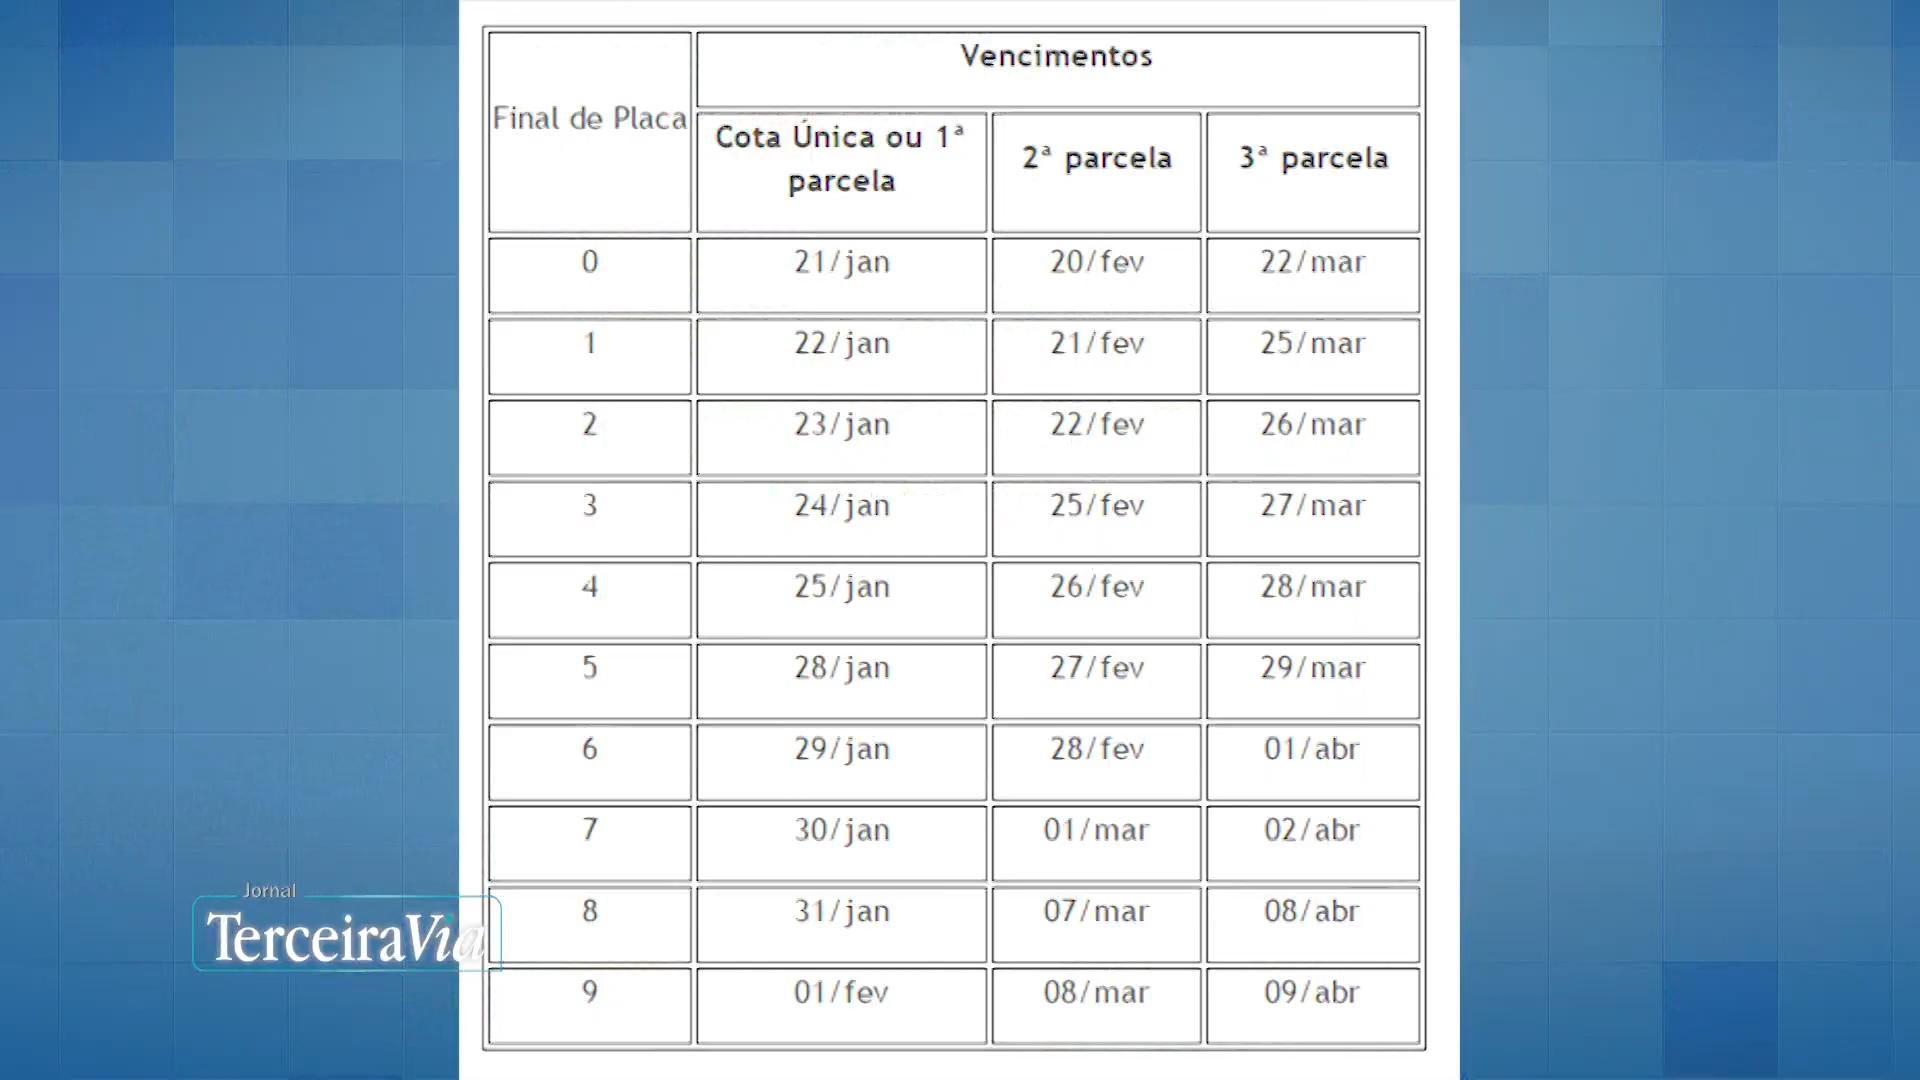 Vencimentos
Final de Placa
Cota Única ou 1ª
parcela
2ª parcela
3ª parcela
0 21/jan 20/fev 22/mar
1 22/jan 21/fev 25/mar
2 23/jan 22/fev 26/mar
3 24/jan 25/fev 27/mar
4 25/jan 26/fev 28/mar
5 28/jan 27/fev 29/mar
6 29/jan 28/fev 01/abr
7 30/jan 01/mar 02/abr
8 31/jan 07/mar 08/abr
9 01/fev 08/mar 09/abr
Jornal
TerceiraVia